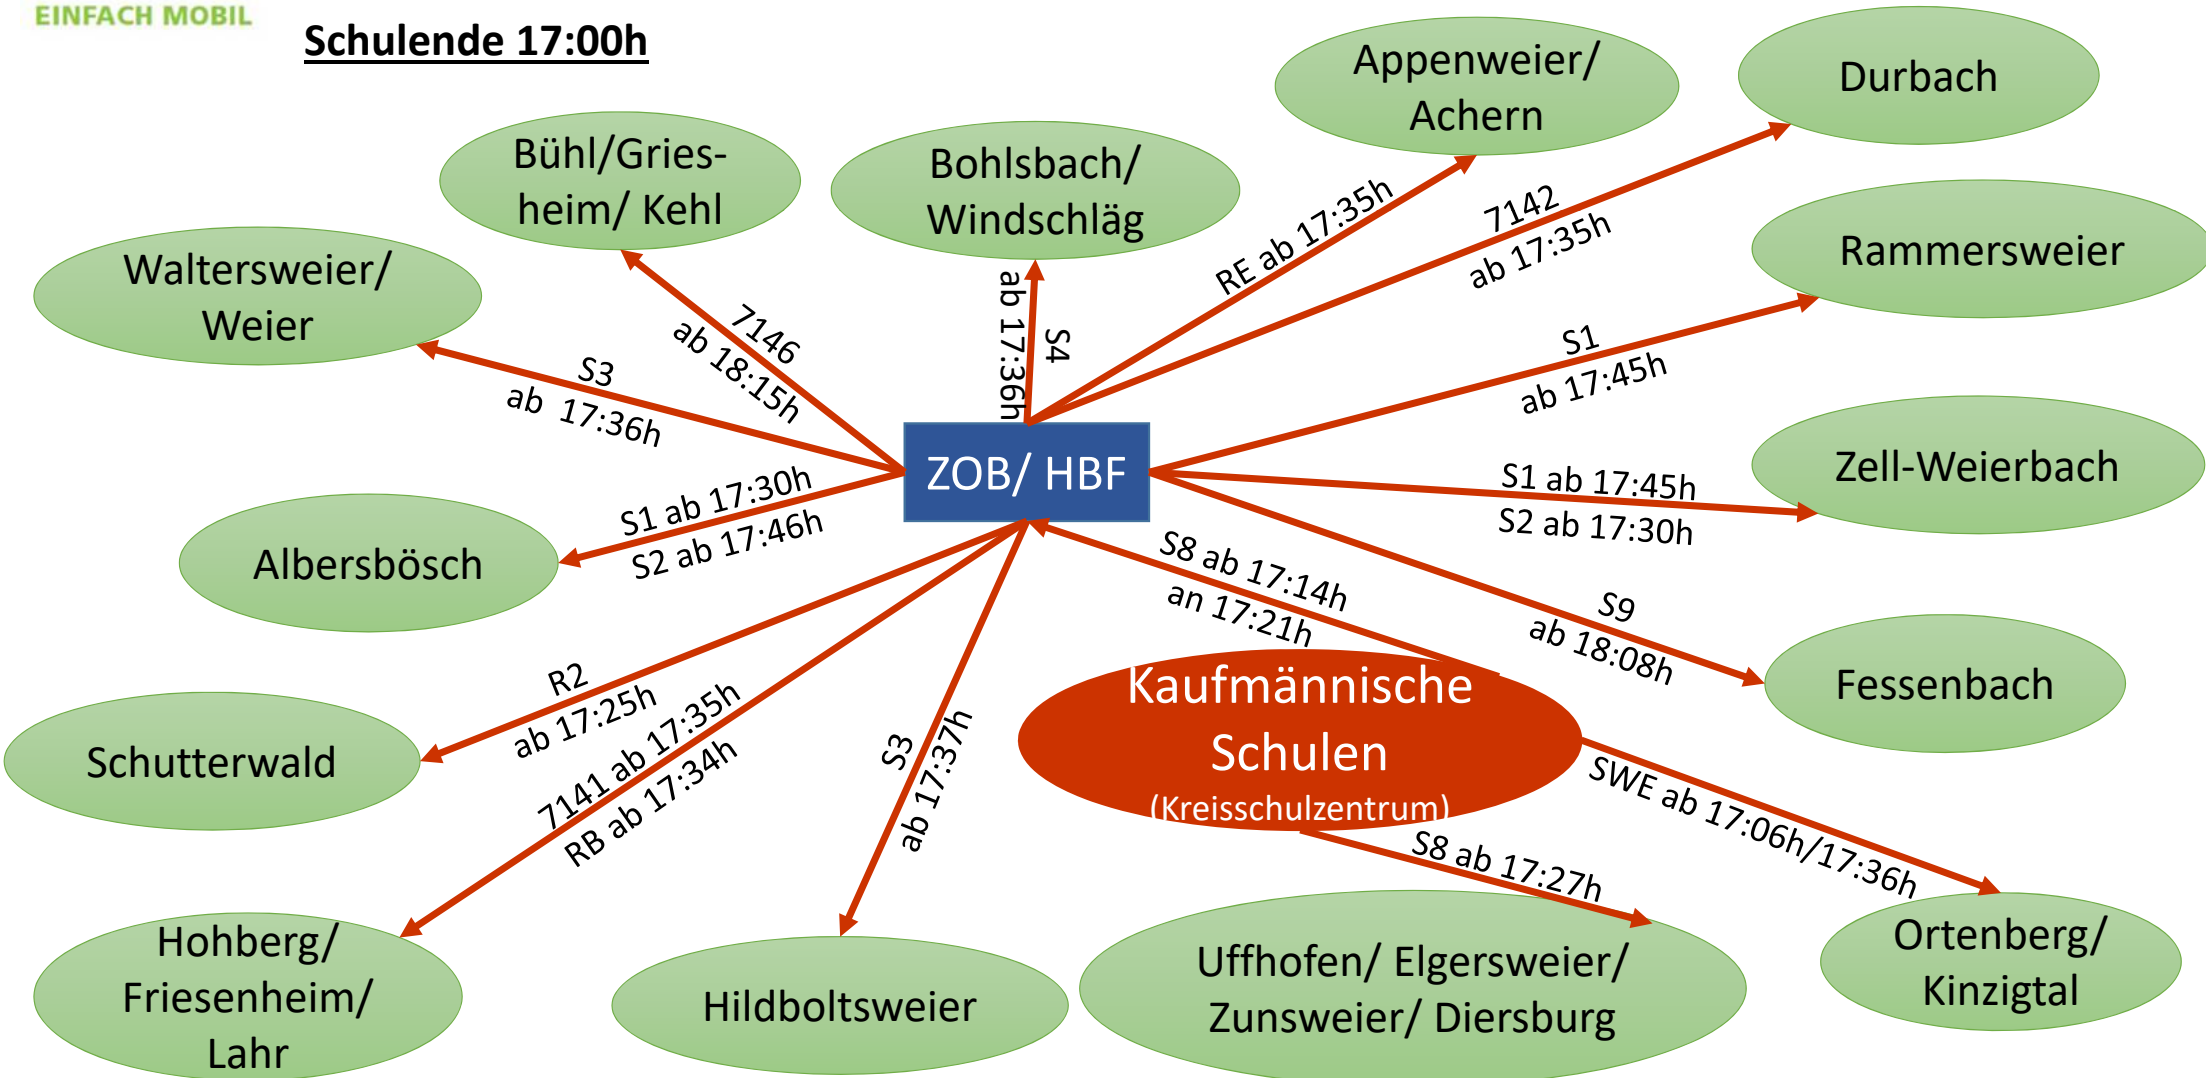 EINFACH MOBIL
Schulende 17:00h
Appenweier/
Achern
Durbach
Bühl/Gries-
heim/ Kehl
Bohlsbach/
Windschläg
Waltersweier/
Weier
Rammersweier
RE ab 17:35h
7142
ab 17:35h
7146
ab 18:15h
S4
ab 17:36h
S3
ab  17:36h
S1
ab 17:45h
ZOB/ HBF
Zell-Weierbach
S1 ab 17:45h
S2 ab 17:30h
S1 ab 17:30h
S2 ab 17:46h
Albersbösch
S8 ab 17:14h
an 17:21h
S9
ab 18:08h
Fessenbach
Kaufmännische
Schulen
(Kreisschulzentrum)
R2
ab 17:25h
Schutterwald
7141 ab 17:35h
RB ab 17:34h
S3
ab 17:37h
SWE ab 17:06h/17:36h
S8 ab 17:27h
Hohberg/
Friesenheim/
Lahr
Hildboltsweier
Uffhofen/ Elgersweier/
Zunsweier/ Diersburg
Ortenberg/
Kinzigtal